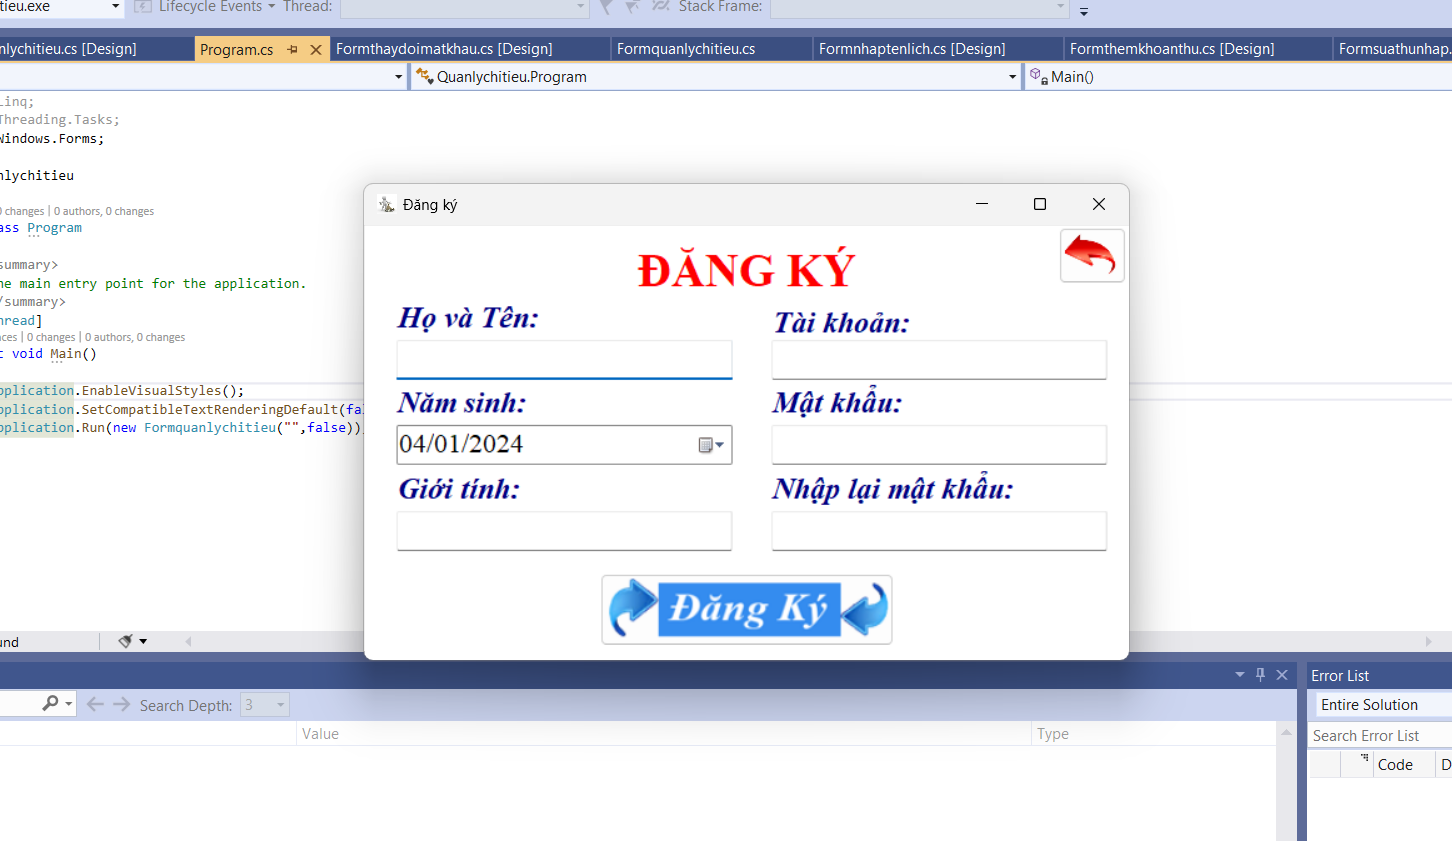 tieu.exe
Lifecycle Events
Thread:
Stack Frame:
nlychitieu.cs [Design]
Program.cs
Formthaydoimatkhau.cs [Design]
Formquanlychitieu.cs
Formnhaptenlich.cs [Design]
Formthemkhoanthu.cs [Design]
Formsuathunhap.
Quanlychitieu.Program
Main()
Linq;
Threading.Tasks;
Windows.Forms;
nlychitieu
0 changes | 0 authors, 0 changes
ass Program
summary>
he main entry point for the application.
/summary>
hread]
nces | 0 changes | 0 authors, 0 changes
t void Main()
pplication.EnableVisualStyles();
pplication.SetCompatibleTextRenderingDefault(fal
pplication.Run(new Formquanlychitieu("",false));
Đăng ký
ĐĂNG KÝ
Họ và Tên:
Tài khoản:
Năm sinh:
Mật khẩu:
04/01/2024
Giới tính:
Nhập lại mật khẩu:
Đăng Ký
und
Search Depth:
3
Value
Type
Error List
Entire Solution
Search Error List
Code
D